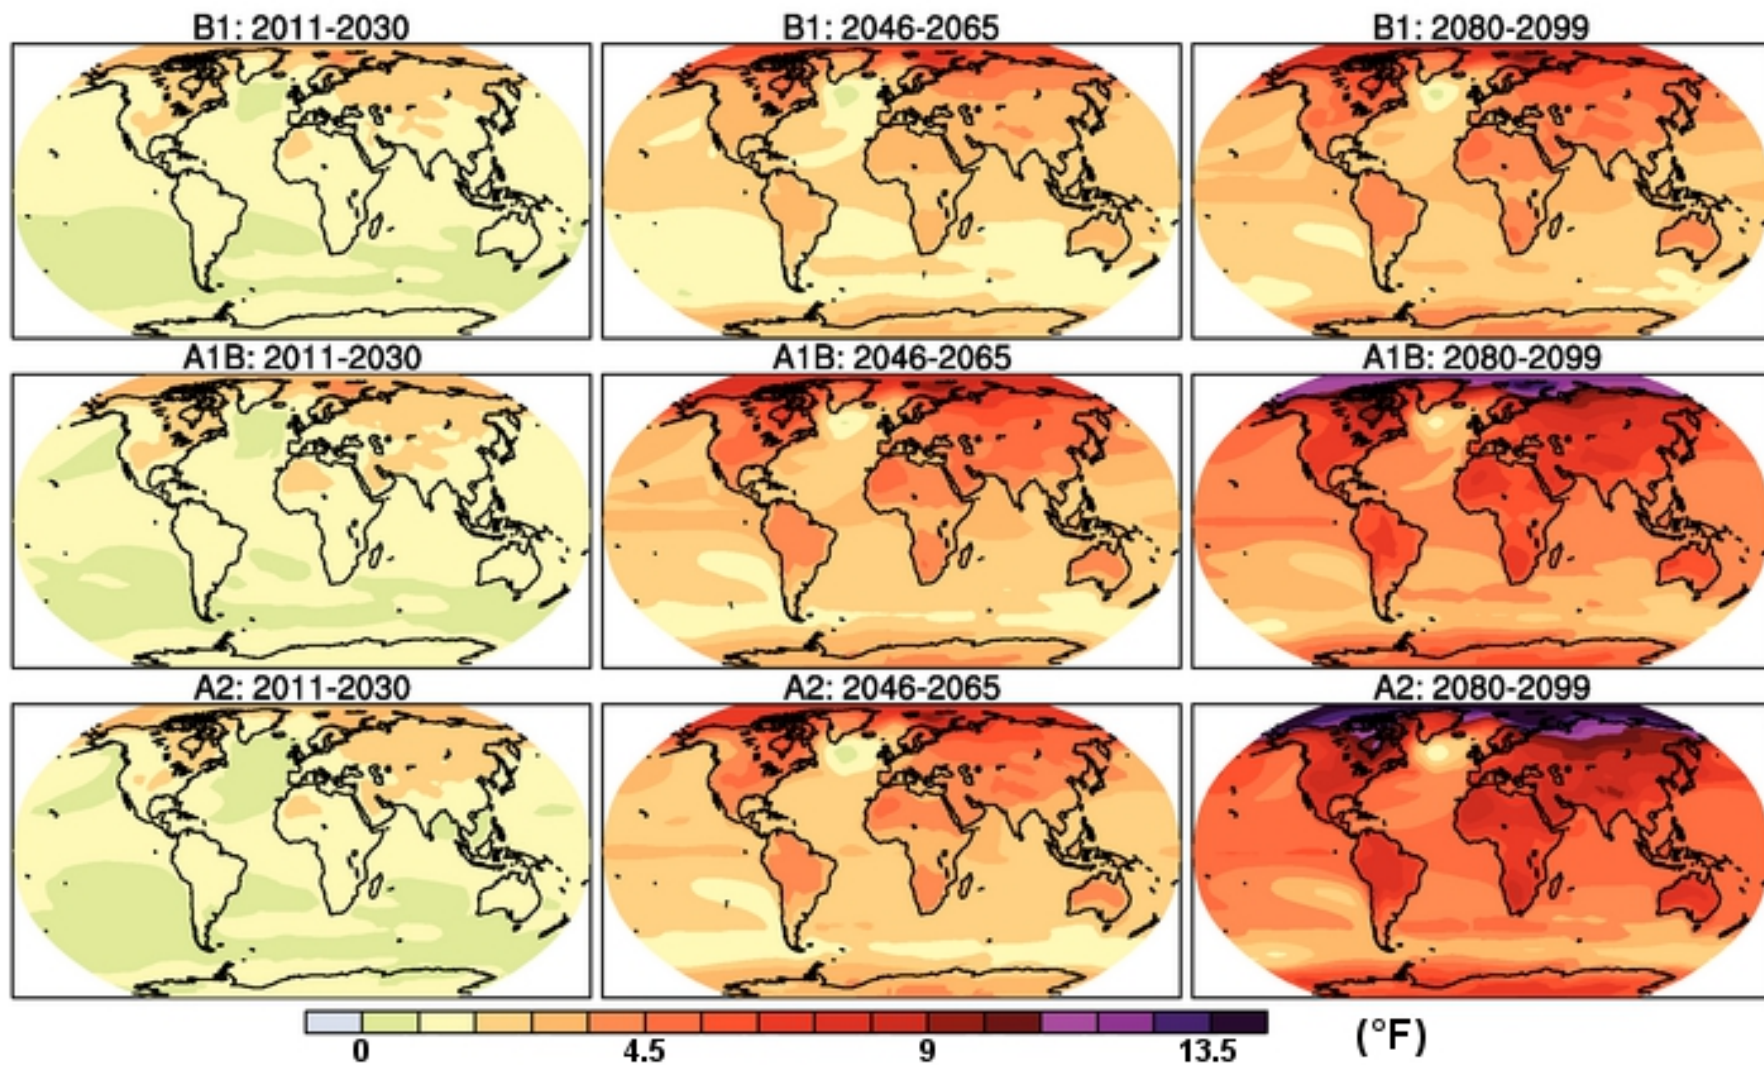 B1: 2011-2030
B1: 2046-2065
B1: 2080-2099
A1B: 2011-2030
A1B: 2046-2065
A1B: 2080-2099
A2: 2011-2030
A2: 2046-2065
A2: 2080-2099
0 4.5 9 13.5 (°F)